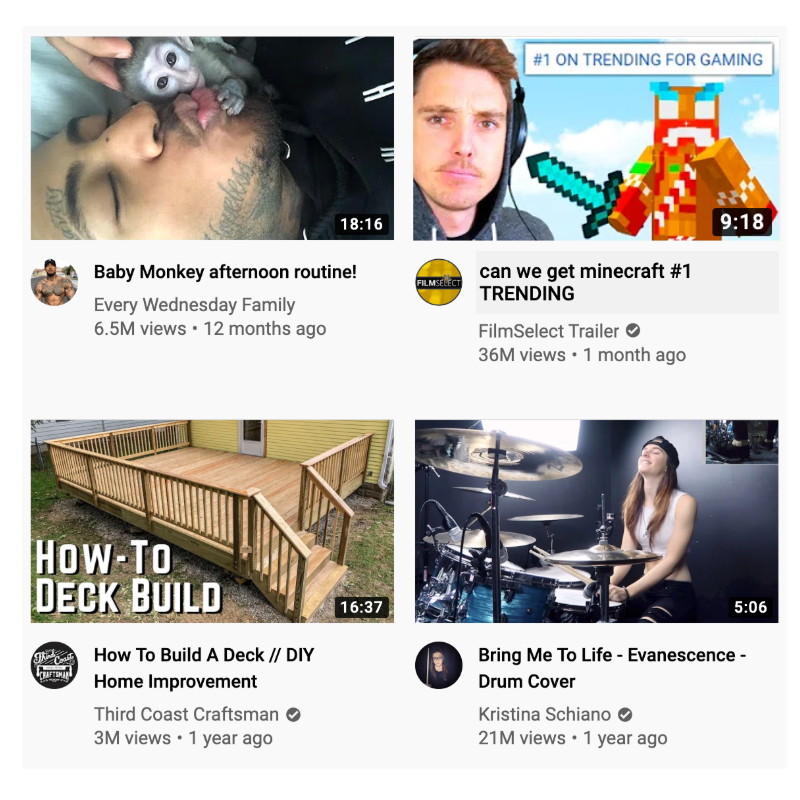 18:16
Baby Monkey afternoon routine!
Every Wednesday Family
6.5M views • 12 months ago
#1 ON TRENDING FOR GAMING
9:18
FILMSELECT
can we get minecraft #1
TRENDING
FilmSelect Trailer
36M views • 1 month ago
HOW-TO
DECK BUILD
16:37
Third Coast
CRAFTSMAN
How To Build A Deck // DIY
Home Improvement
Third Coast Craftsman
3M views • 1 year ago
5:06
Bring Me To Life - Evanescence -
Drum Cover
Kristina Schiano
21M views • 1 year ago